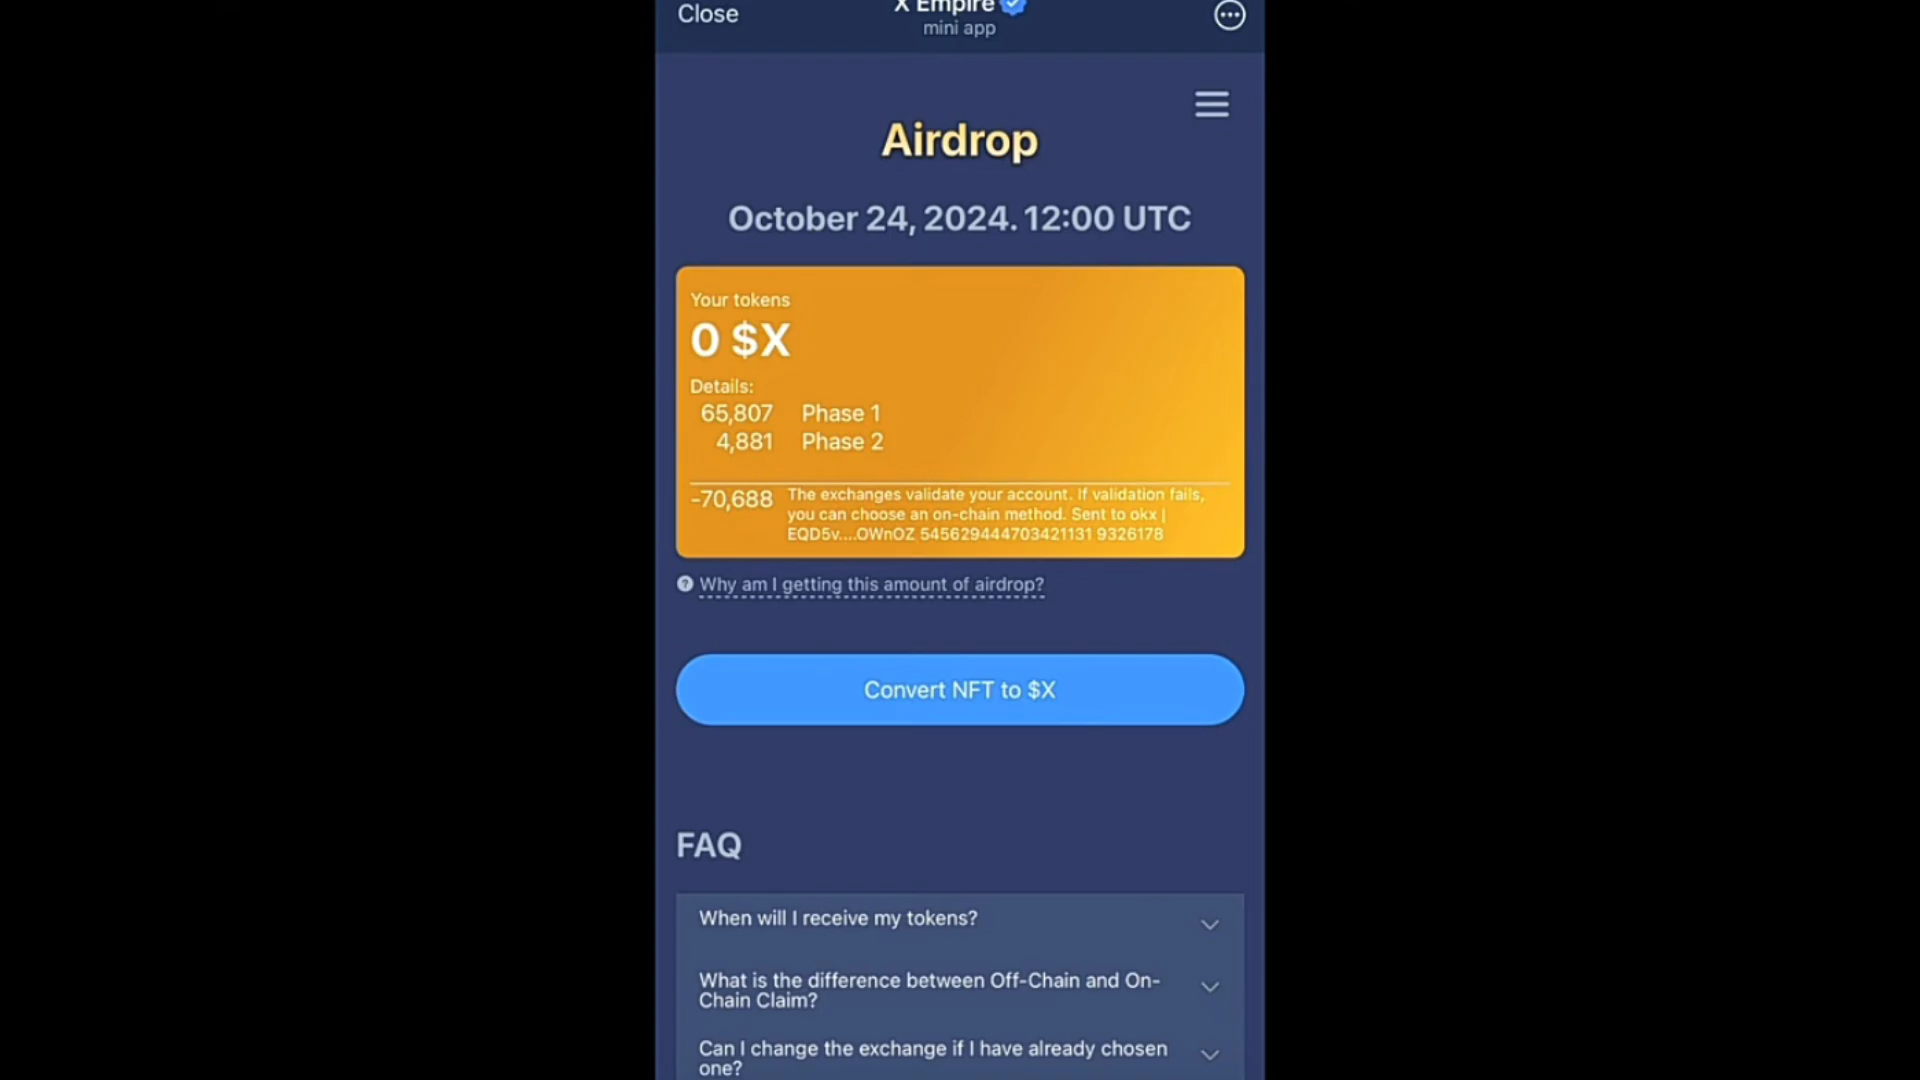 Close
X Empire
mini app
Airdrop
October 24, 2024. 12:00 UTC
Your tokens
0 $X
Details:
65,807 Phase 1
4,881 Phase 2
-70,688 The exchanges validate your account. If validation fails,
you can choose an on-chain method. Sent to okx |
EQD5v....OWnOZ 545629444703421131 9326178
Why am I getting this amount of airdrop?
Convert NFT to $X
FAQ
When will I receive my tokens?
What is the difference between Off-Chain and On-
Chain Claim?
Can I change the exchange if I have already chosen
one?